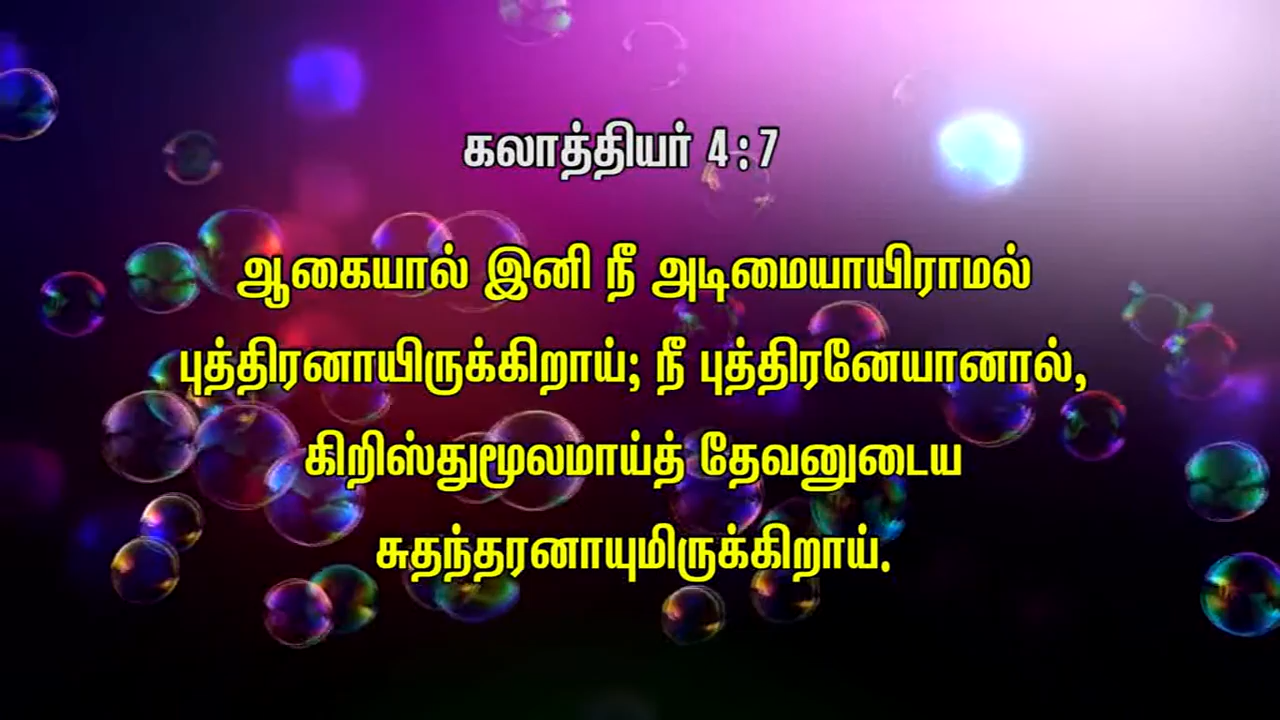 கலாத்தியர் 4 : 7
ஆகையால் இனி நீ அடிமையாயிராமல்
புத்திரனாயிருக்கிறாய்; நீ புத்திரனேயானால்,
கிறிஸ்துமூலமாய்த் தேவனுடைய
சுதந்தரனாயுமிருக்கிறாய்.